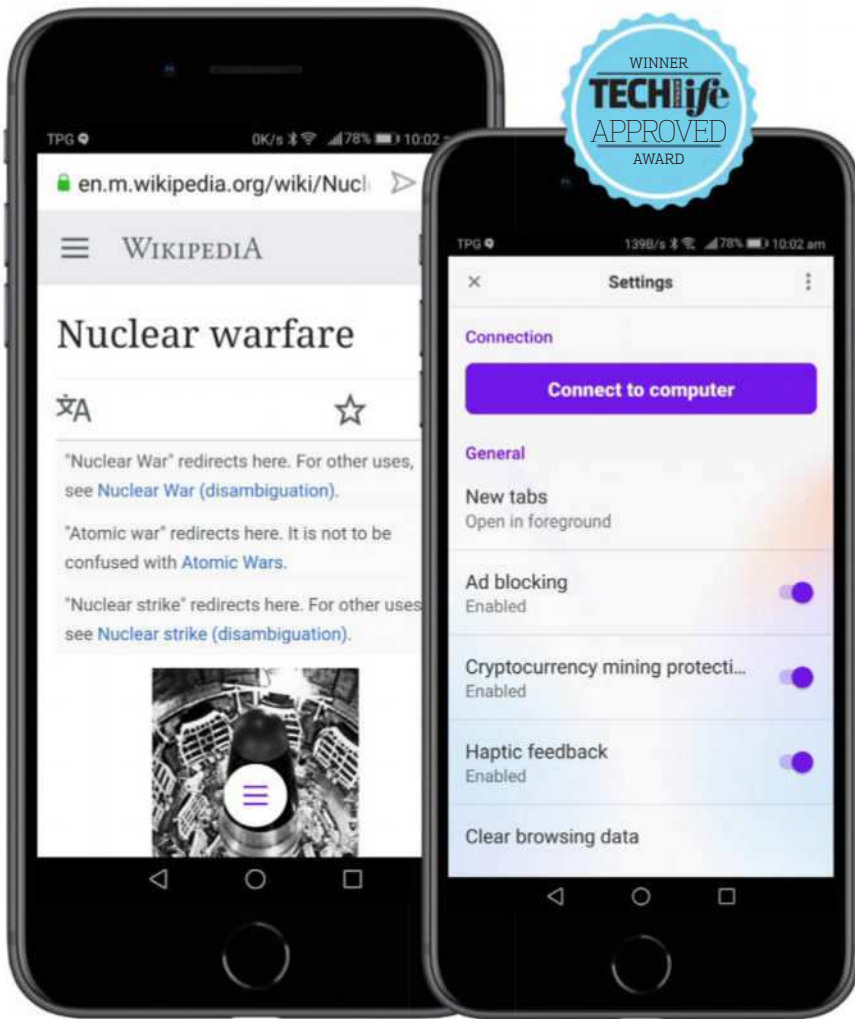 WINNER
TECHlife
APPROVED
AWARD
TPG
0K/s 78% 10:02
en.m.wikipedia.org/wiki/Nucl
WIKIPEDIA
Nuclear warfare
文A
"Nuclear War" redirects here. For other uses,
see Nuclear War (disambiguation).
"Atomic war" redirects here. It is not to be
confused with Atomic Wars.
"Nuclear strike" redirects here. For other uses
see Nuclear strike (disambiguation).
TPG
139B/s 78% 10:02 am
Settings
Connection
Connect to computer
General
New tabs
Open in foreground
Ad blocking
Enabled
Cryptocurrency mining protecti...
Enabled
Haptic feedback
Enabled
Clear browsing data